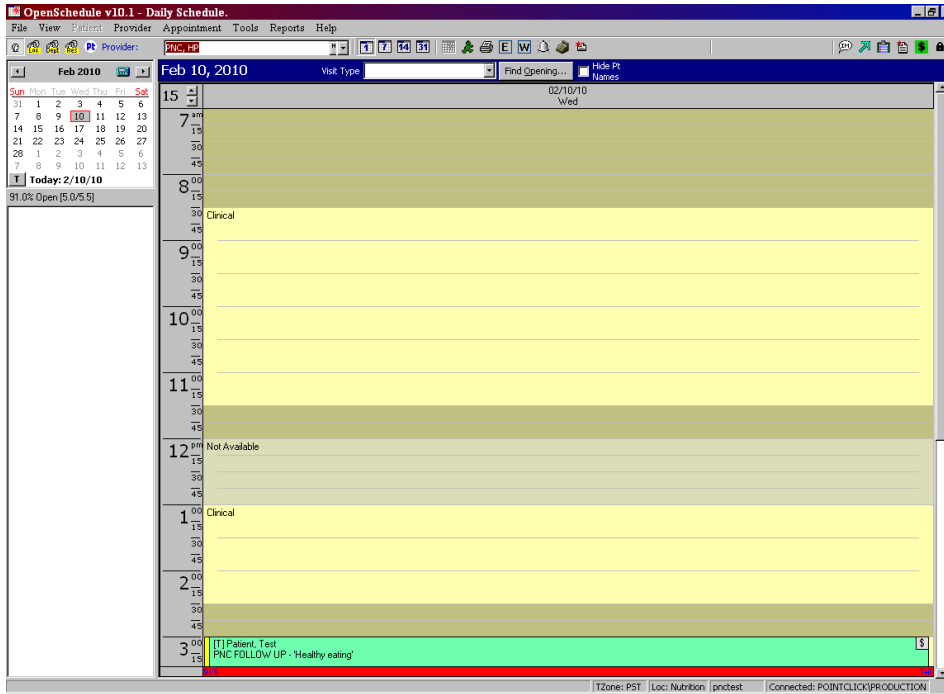 OpenSchedule v10.1 - Daily Schedule.
File View Patient Provider Appointment Tools Reports Help
Loc Dept Res Pt Provider: PNC, HP 1 7 14 31 E W $
Feb 2010
Feb 10, 2010 Visit Type Find Opening... Hide Pt Names
Sun Mon Tue Wed Thu Fri Sat
31 1 2 3 4 5 6
7 8 9 10 11 12 13
14 15 16 17 18 19 20
21 22 23 24 25 26 27
28 1 2 3 4 5 6
7 8 9 10 11 12 13
T Today: 2/10/10
91.0% Open [5.0/5.5]
15
02/10/10
Wed
7 am
15
30
45
8 00
15
30 Clinical
45
9 00
15
30
45
10 00
15
30
45
11 00
15
30
45
12 pm Not Available
15
30
45
1 00 Clinical
15
30
45
2 00
15
30
45
3 00 [T] Patient, Test $
15 PNC FOLLOW UP - 'Healthy eating'
TZone: PST Loc: Nutrition pnctest Connected: POINTCLICK\PRODUCTION